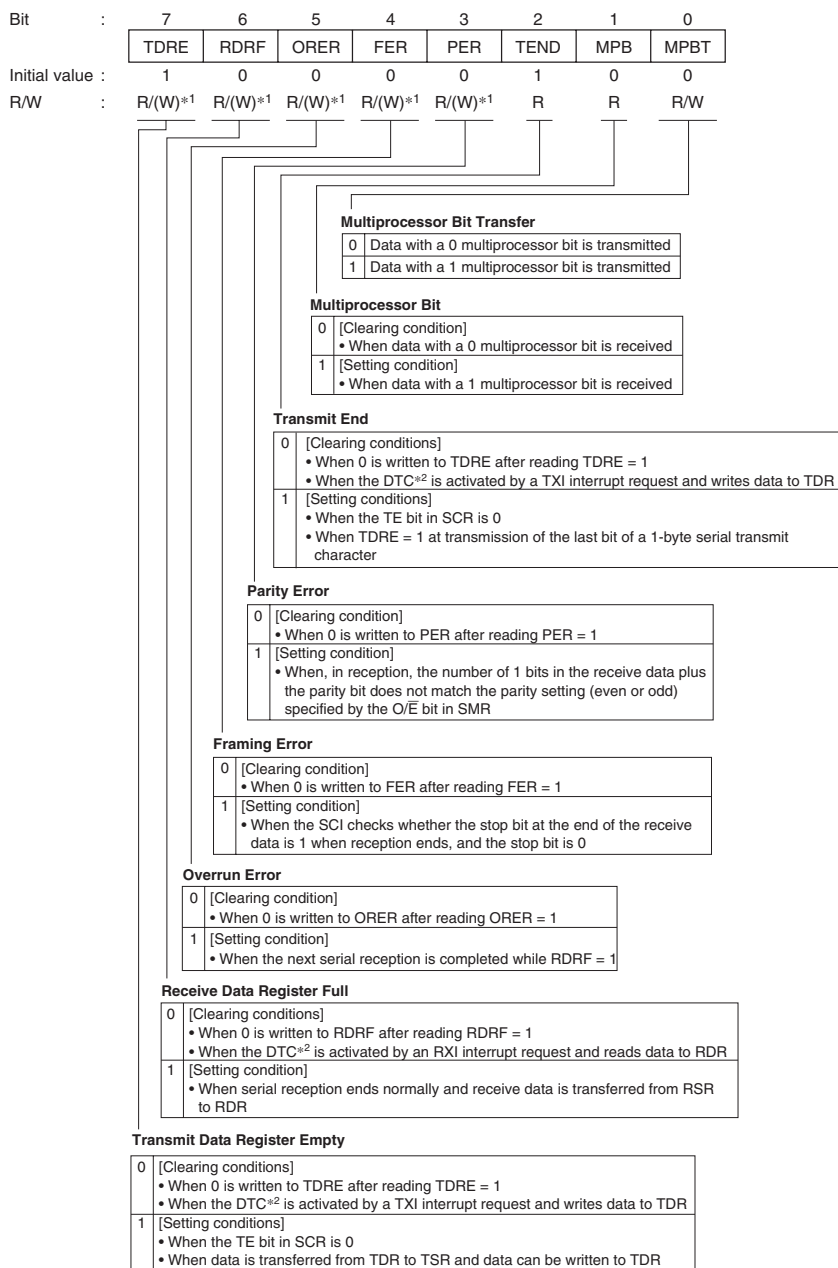 Bit : 7 6 5 4 3 2 1 0
TDRE RDRF ORER FER PER TEND MPB MPBT
Initial value : 1 0 0 0 0 1 0 0
R/W : R/(W)*1 R/(W)*1 R/(W)*1 R/(W)*1 R/(W)*1 R R R/W
Multiprocessor Bit Transfer
0 Data with a 0 multiprocessor bit is transmitted
1 Data with a 1 multiprocessor bit is transmitted
Multiprocessor Bit
0 [Clearing condition]
• When data with a 0 multiprocessor bit is received
1 [Setting condition]
• When data with a 1 multiprocessor bit is received
Transmit End
0 [Clearing conditions]
• When 0 is written to TDRE after reading TDRE = 1
• When the DTC*2 is activated by a TXI interrupt request and writes data to TDR
1 [Setting conditions]
• When the TE bit in SCR is 0
• When TDRE = 1 at transmission of the last bit of a 1-byte serial transmit
character
Parity Error
0 [Clearing condition]
• When 0 is written to PER after reading PER = 1
1 [Setting condition]
• When, in reception, the number of 1 bits in the receive data plus
the parity bit does not match the parity setting (even or odd)
specified by the O/E̅ bit in SMR
Framing Error
0 [Clearing condition]
• When 0 is written to FER after reading FER = 1
1 [Setting condition]
• When the SCI checks whether the stop bit at the end of the receive
data is 1 when reception ends, and the stop bit is 0
Overrun Error
0 [Clearing condition]
• When 0 is written to ORER after reading ORER = 1
1 [Setting condition]
• When the next serial reception is completed while RDRF = 1
Receive Data Register Full
0 [Clearing conditions]
• When 0 is written to RDRF after reading RDRF = 1
• When the DTC*2 is activated by an RXI interrupt request and reads data to RDR
1 [Setting condition]
• When serial reception ends normally and receive data is transferred from RSR
to RDR
Transmit Data Register Empty
0 [Clearing conditions]
• When 0 is written to TDRE after reading TDRE = 1
• When the DTC*2 is activated by a TXI interrupt request and writes data to TDR
1 [Setting conditions]
• When the TE bit in SCR is 0
• When data is transferred from TDR to TSR and data can be written to TDR